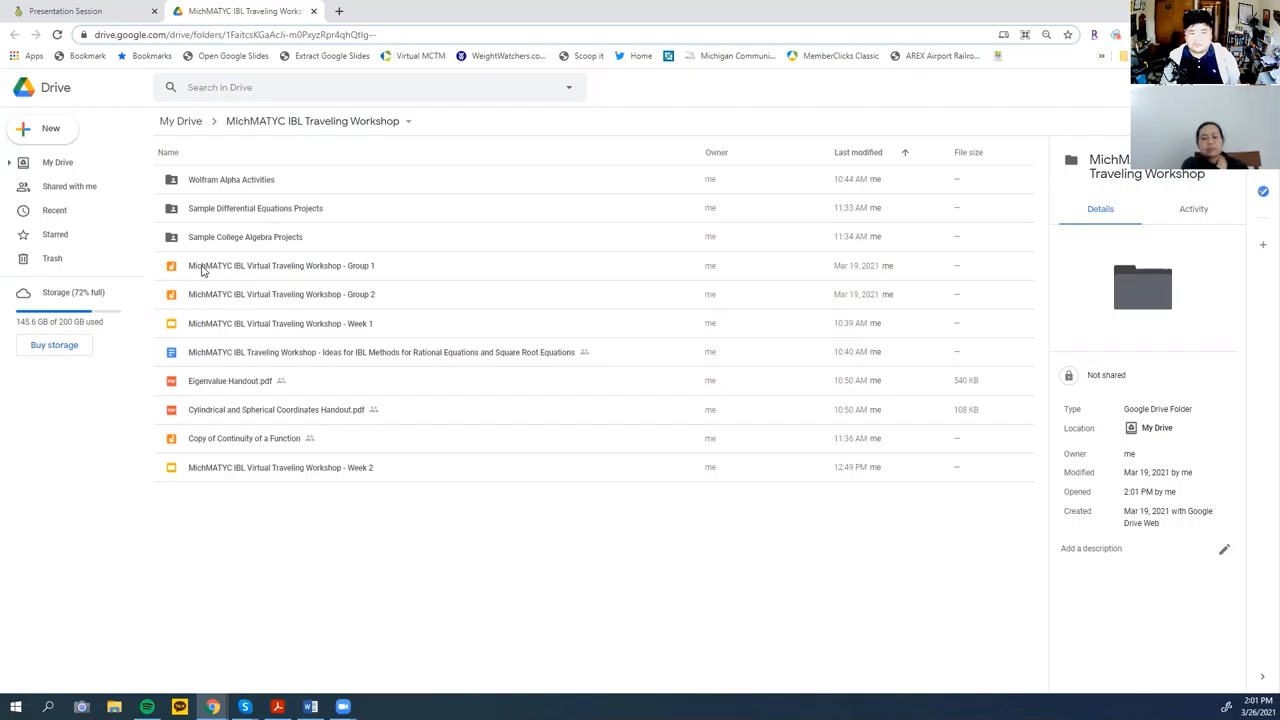 Presentation Session
MichMATYC IBL Traveling Worksh
drive.google.com/drive/folders/1FaitcsKGaAcJi-m0PxyzRpr4qhQtIg--
Apps
Bookmark
Bookmarks
Open Google Slides
Extract Google Slides
Virtual MCTM
WeightWatchers.com...
Scoop it
Home
Michigan Communi...
MemberClicks Classic
AREX Airport Railro...
Drive
Search in Drive
New
My Drive
Shared with me
Recent
Starred
Trash
Storage (72% full)
145.6 GB of 200 GB used
Buy storage
My Drive > MichMATYC IBL Traveling Workshop
Name Owner Last modified File size
Wolfram Alpha Activities me 10:44 AM me —
Sample Differential Equations Projects me 11:33 AM me —
Sample College Algebra Projects me 11:34 AM me —
MichMATYC IBL Virtual Traveling Workshop - Group 1 me Mar 19, 2021 me —
MichMATYC IBL Virtual Traveling Workshop - Group 2 me Mar 19, 2021 me —
MichMATYC IBL Virtual Traveling Workshop - Week 1 me 10:39 AM me —
MichMATYC IBL Traveling Workshop - Ideas for IBL Methods for Rational Equations and Square Root Equations me 10:40 AM me —
Eigenvalue Handout.pdf me 10:50 AM me 540 KB
Cylindrical and Spherical Coordinates Handout.pdf me 10:50 AM me 108 KB
Copy of Continuity of a Function me 11:36 AM me —
MichMATYC IBL Virtual Traveling Workshop - Week 2 me 12:49 PM me —
MichM
Traveling Workshop
Details Activity
Not shared
Type Google Drive Folder
Location My Drive
Owner me
Modified Mar 19, 2021 by me
Opened 2:01 PM by me
Created Mar 19, 2021 with Google
Drive Web
Add a description
TALK
2:01 PM
3/26/2021